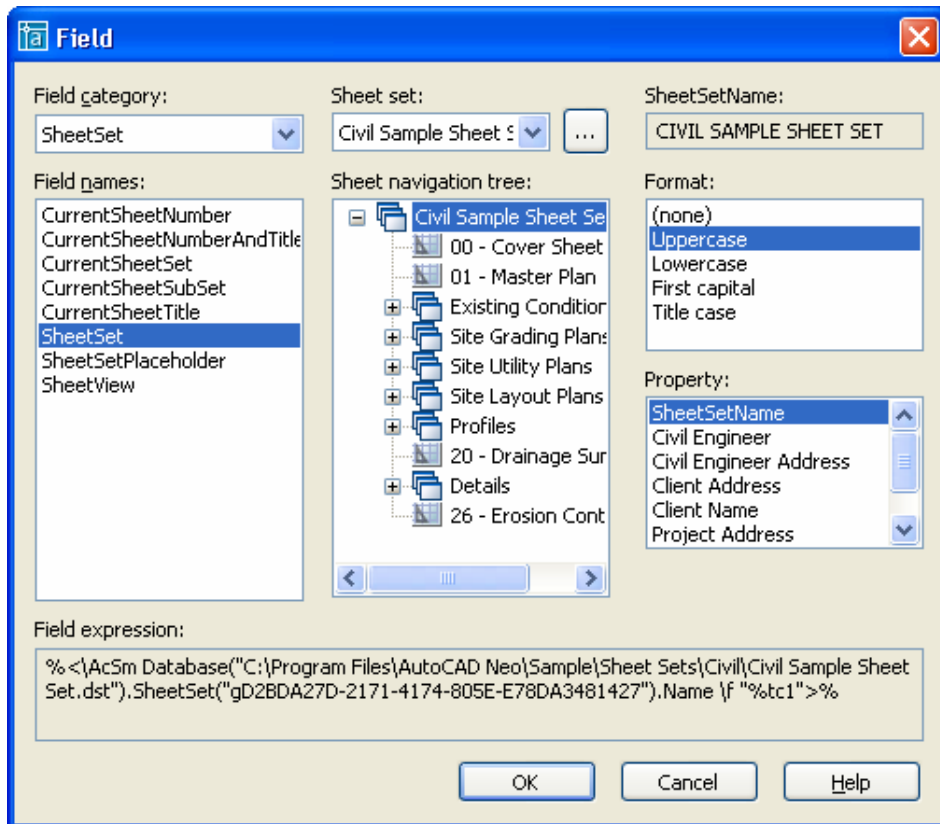 Field
Field category:
SheetSet
Sheet set:
Civil Sample Sheet S
...
SheetSetName:
CIVIL SAMPLE SHEET SET
Field names:
CurrentSheetNumber
CurrentSheetNumberAndTitle
CurrentSheetSet
CurrentSheetSubSet
CurrentSheetTitle
SheetSet
SheetSetPlaceholder
SheetView
Sheet navigation tree:
Civil Sample Sheet Se
00 - Cover Sheet
01 - Master Plan
Existing Condition
Site Grading Plans
Site Utility Plans
Site Layout Plans
Profiles
20 - Drainage Sur
Details
26 - Erosion Cont
Format:
(none)
Uppercase
Lowercase
First capital
Title case
Property:
SheetSetName
Civil Engineer
Civil Engineer Address
Client Address
Client Name
Project Address
Field expression:
%<\AcSm Database("C:\Program Files\AutoCAD Neo\Sample\Sheet Sets\Civil\Civil Sample Sheet
Set.dst").SheetSet("gD2BDA27D-2171-4174-805E-E78DA3481427").Name \f "%tc1">%
OK
Cancel
Help